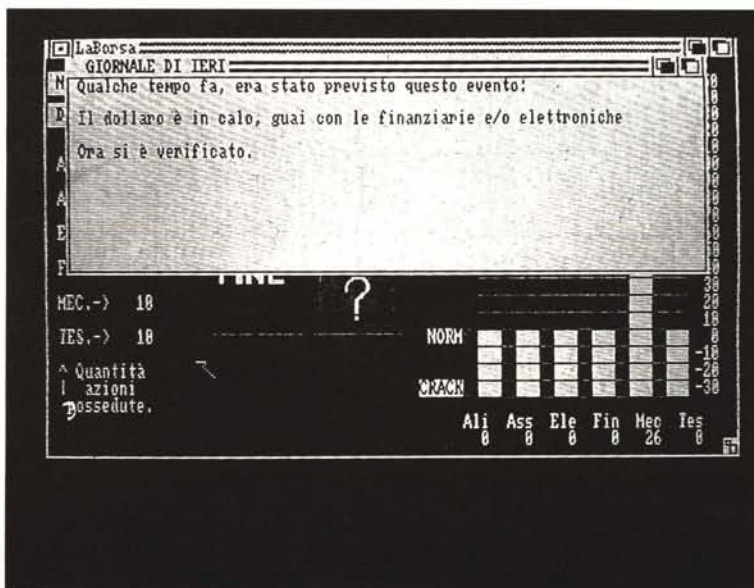 LaBorsa
GIORNALE DI IERI
Qualche tempo fa, era stato previsto questo evento:
Il dollaro è in calo, guai con le finanziarie e/o elettroniche
Ora si è verificato.
N
D
A
A
E
F
FINE
?
MEC.-> 10
TES.-> 10
^ Quantità
| azioni
possedute.
NORM
CRACK
30
20
10
0
-10
-20
-30
Ali Ass Ele Fin Mec Tes
0 0 0 0 26 0